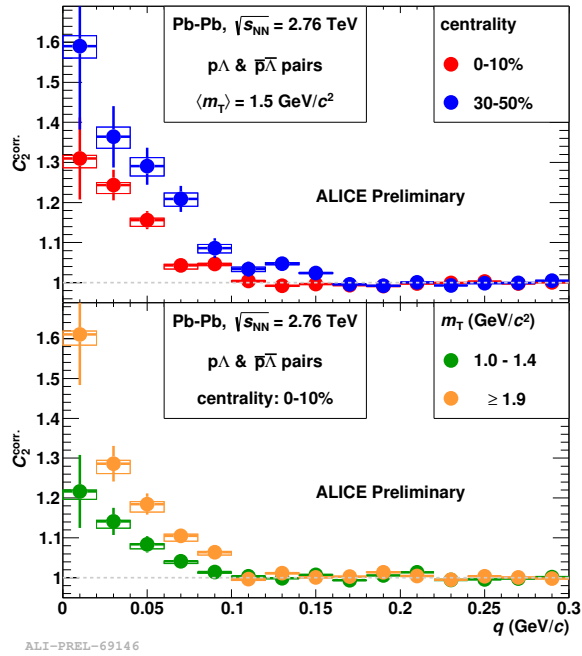 Pb-Pb, √sNN = 2.76 TeV
pΛ & p̅Λ̅ pairs
⟨mT⟩ = 1.5 GeV/c²
centrality
0-10%
30-50%
ALICE Preliminary
C₂corr.
1.6
1.5
1.4
1.3
1.2
1.1
1
Pb-Pb, √sNN = 2.76 TeV
pΛ & p̅Λ̅ pairs
centrality: 0-10%
mT (GeV/c²)
1.0 - 1.4
≥ 1.9
ALICE Preliminary
C₂corr.
1.6
1.5
1.4
1.3
1.2
1.1
1
0 0.05 0.1 0.15 0.2 0.25 0.3
q (GeV/c)
ALI-PREL-69146